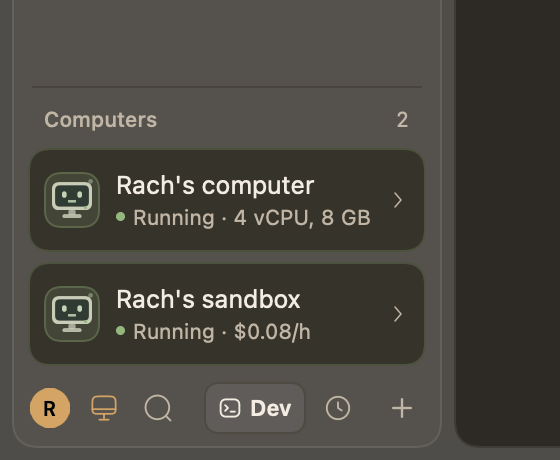 Computers
2
Rach's computer
Running · 4 vCPU, 8 GB
Rach's sandbox
Running · $0.08/h
R
Dev